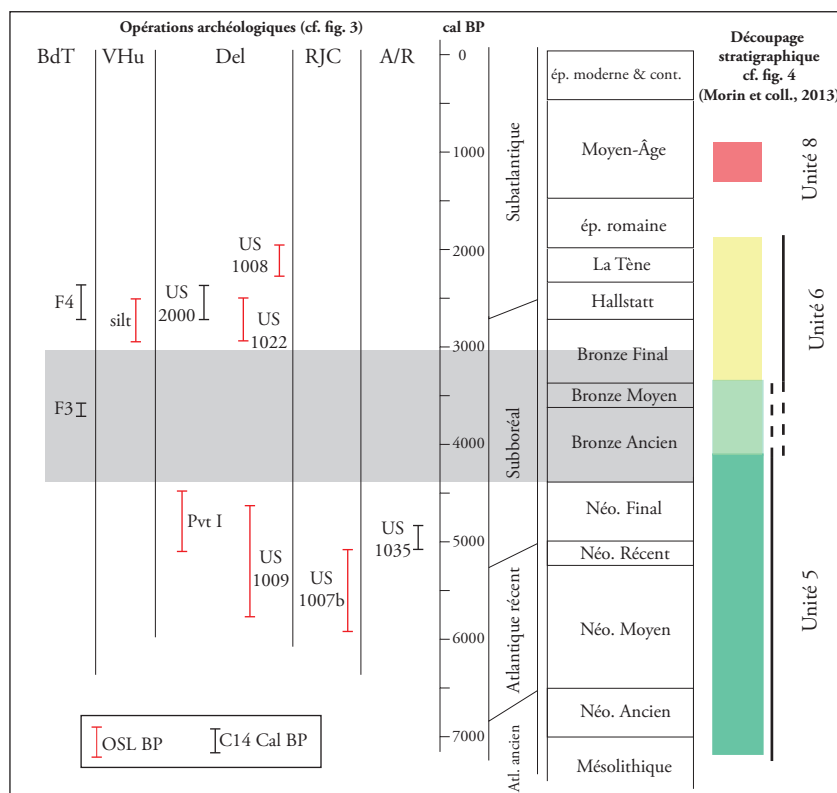 Opérations archéologiques (cf. fig. 3)
cal BP
BdT
VHu
Del
RJC
A/R
Découpage
stratigraphique
cf. fig. 4
(Morin et coll., 2013)
0
1000
2000
3000
4000
5000
6000
7000
F4
F3
silt
US
2000
US
1008
US
1022
Pvt I
US
1009
US
1007b
US
1035
Subatlantique
Subboréal
Atlantique récent
Atl. ancien
ép. moderne & cont.
Moyen-Âge
ép. romaine
La Tène
Hallstatt
Bronze Final
Bronze Moyen
Bronze Ancien
Néo. Final
Néo. Récent
Néo. Moyen
Néo. Ancien
Mésolithique
Unité 8
Unité 6
Unité 5
OSL BP
C14 Cal BP